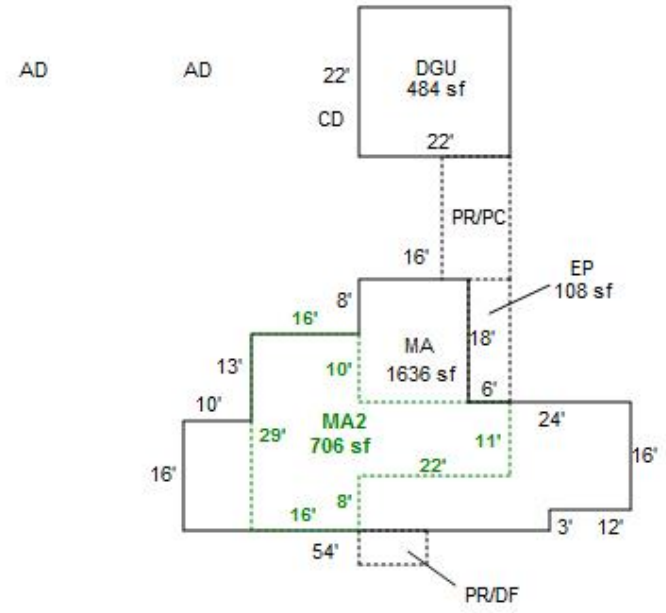 AD
AD
22'
DGU
484 sf
CD
22'
PR/PC
16'
EP
108 sf
8'
16'
18'
MA
1636 sf
13'
10'
6'
10'
24'
MA2
706 sf
29'
11'
16'
22'
16'
8'
16'
3'
12'
54'
PR/DF